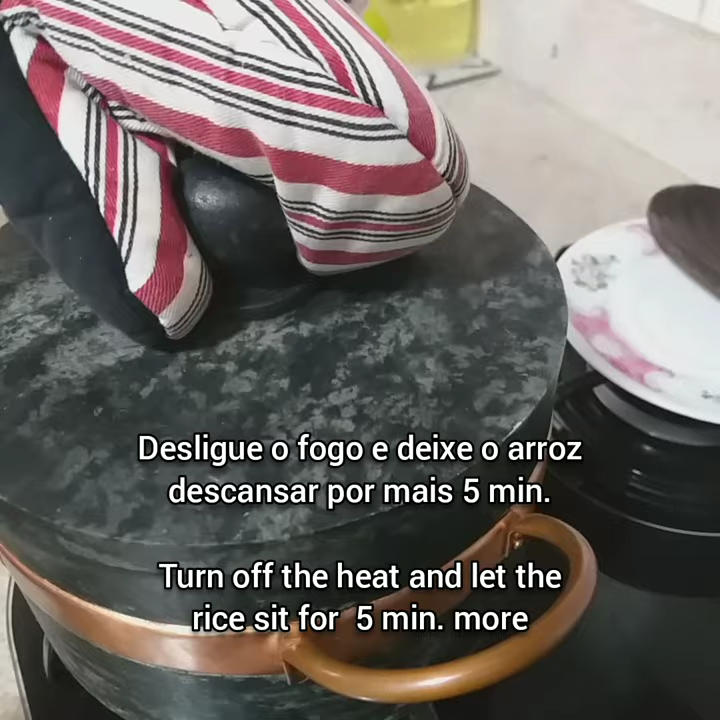 Desligue o fogo e deixe o arroz
descansar por mais 5 min.
Turn off the heat and let the
rice sit for 5 min. more